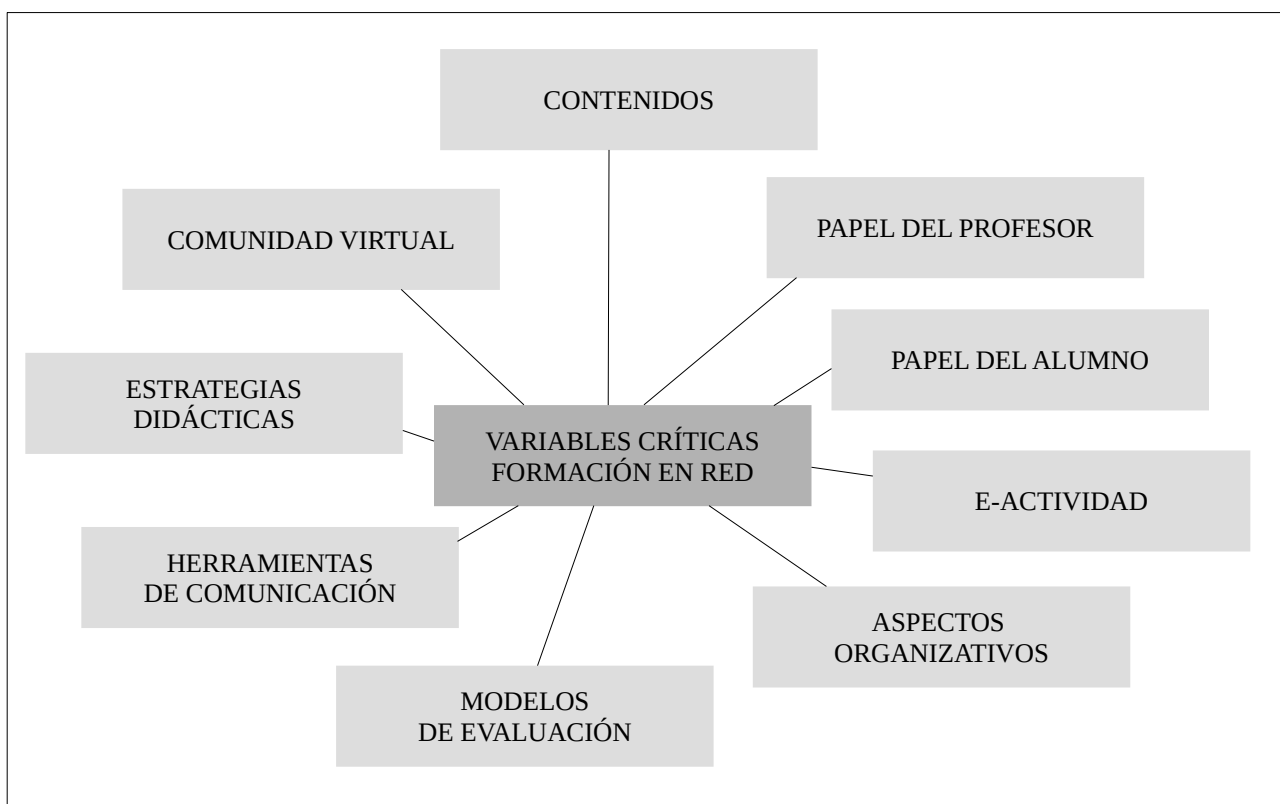 CONTENIDOS
COMUNIDAD VIRTUAL
PAPEL DEL PROFESOR
PAPEL DEL ALUMNO
ESTRATEGIAS
DIDÁCTICAS
VARIABLES CRÍTICAS
FORMACIÓN EN RED
E-ACTIVIDAD
HERRAMIENTAS
DE COMUNICACIÓN
ASPECTOS
ORGANIZATIVOS
MODELOS
DE EVALUACIÓN